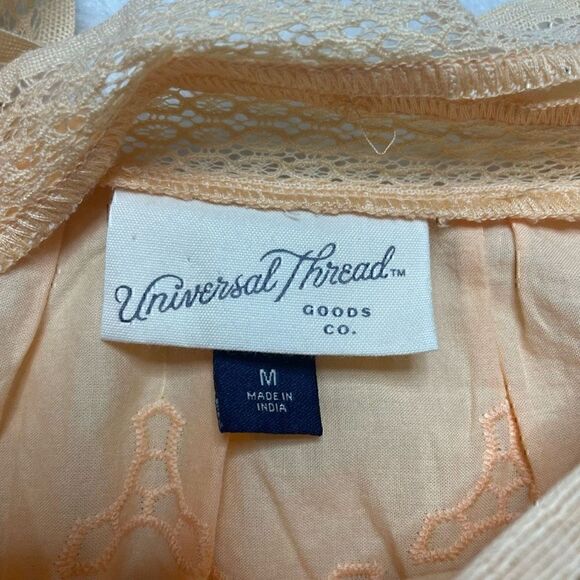 Universal Thread™
GOODS
CO.
M
MADE IN
INDIA